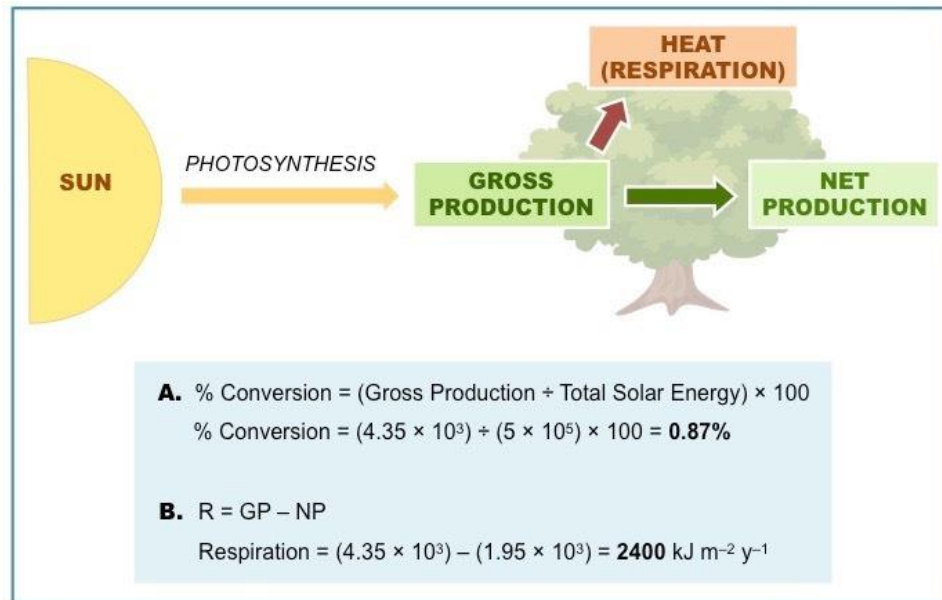 HEAT
(RESPIRATION)
PHOTOSYNTHESIS
SUN
GROSS
PRODUCTION
NET
PRODUCTION
A. % Conversion = (Gross Production ÷ Total Solar Energy) × 100
% Conversion = (4.35 × 10³) ÷ (5 × 10⁵) × 100 = 0.87%
B. R = GP – NP
Respiration = (4.35 × 10³) – (1.95 × 10³) = 2400 kJ m⁻² y⁻¹